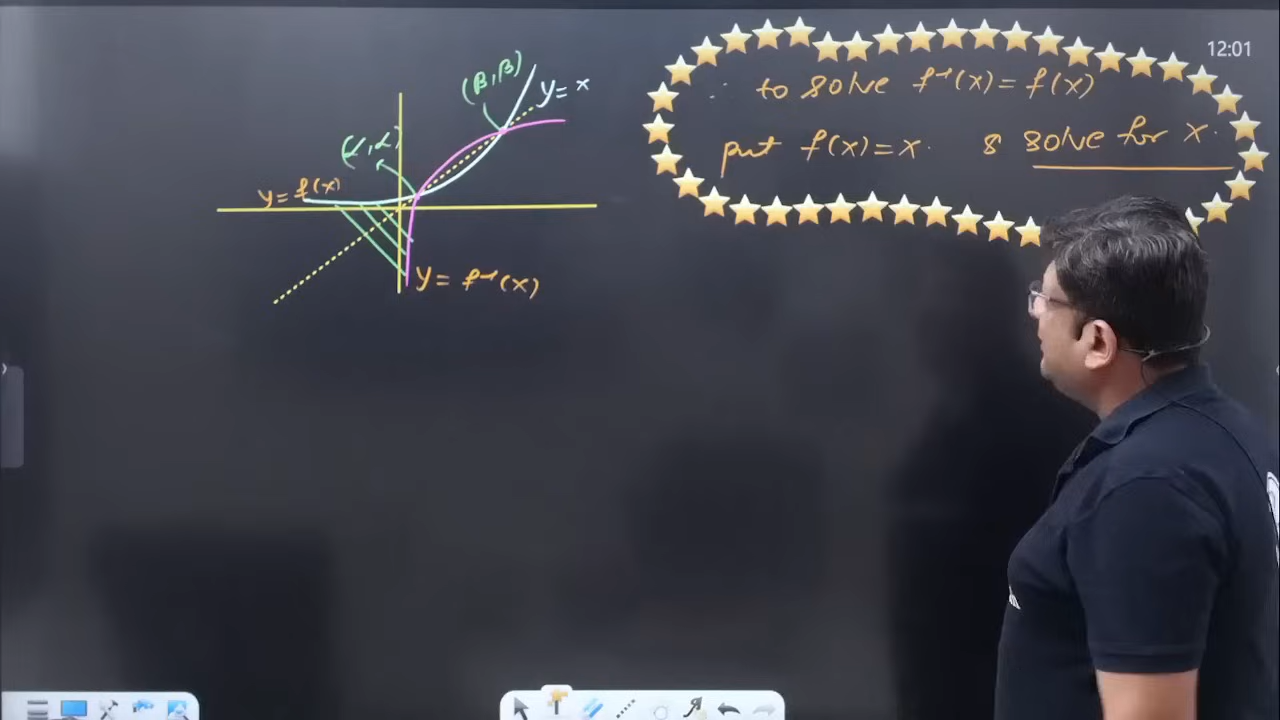 12:01
∴ to solve f⁻¹(x) = f(x)
put f(x) = x. & solve for x.
(β,β)
y = x
(α,α)
y = f(x)
y = f⁻¹(x)